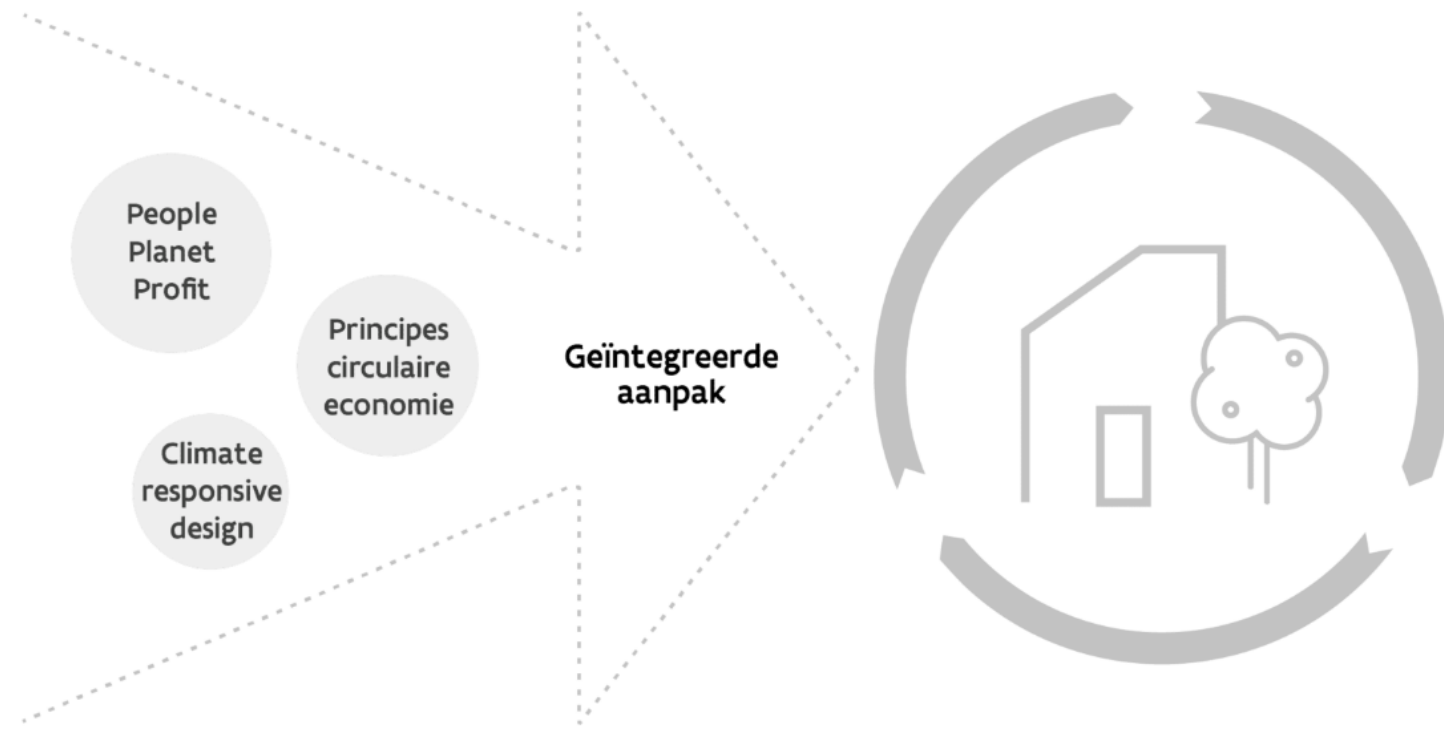 People
Planet
Profit
Principes
circulaire
economie
Climate
responsive
design
Geïntegreerde
aanpak